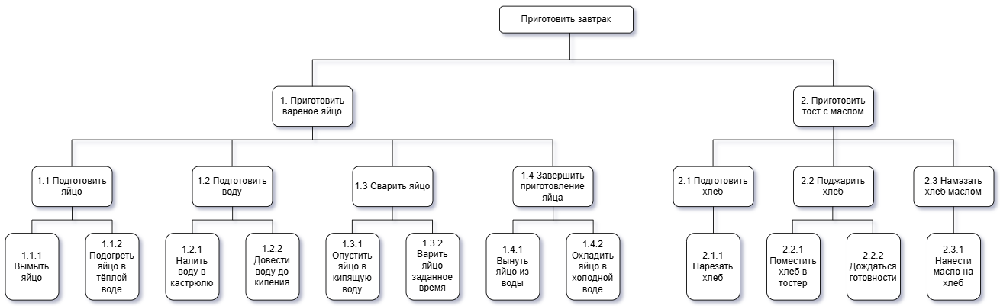 Приготовить завтрак
1. Приготовить
варёное яйцо
2. Приготовить
тост с маслом
1.1 Подготовить
яйцо
1.2 Подготовить
воду
1.3 Сварить яйцо
1.4 Завершить
приготовление
яйца
2.1 Подготовить
хлеб
2.2 Поджарить
хлеб
2.3 Намазать
хлеб маслом
1.1.1
Вымыть
яйцо
1.1.2
Подогреть
яйцо в
тёплой
воде
1.2.1
Налить
воду в
кастрюлю
1.2.2
Довести
воду до
кипения
1.3.1
Опустить
яйцо в
кипящую
воду
1.3.2
Варить
яйцо
заданное
время
1.4.1
Вынуть
яйцо из
воды
1.4.2
Охладить
яйцо в
холодной
воде
2.1.1
Нарезать
хлеб
2.2.1
Поместить
хлеб в
тостер
2.2.2
Дождаться
готовности
2.3.1
Нанести
масло на
хлеб